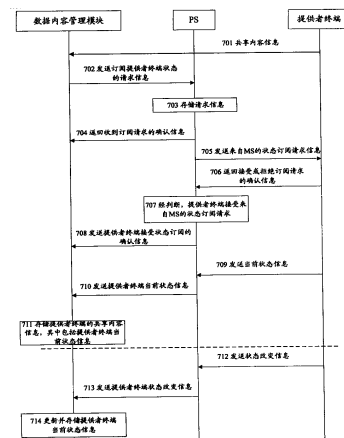 数据内容管理模块
PS
提供者终端
701 共享内容信息
702 发送订阅提供者终端状态
的请求信息
703 存储请求信息
704 返回收到订阅的确认信息
705 发送来自MS的状态订阅请求信息
706 返回接受或拒绝订阅请求
的确认信息
707 经判断，提供者终端接受来
自MS的状态订阅请求
708 发送提供者终端接受状态订阅的
确认信息
709 发送当前状态信息
710 发送提供者终端当前状态信息
711 存储提供者终端的共享内容
信息，其中包括提供者终端当
前状态信息
712 发送状态改变信息
713 发送提供者终端状态改变信息
714 更新并存储提供者终端
当前状态信息